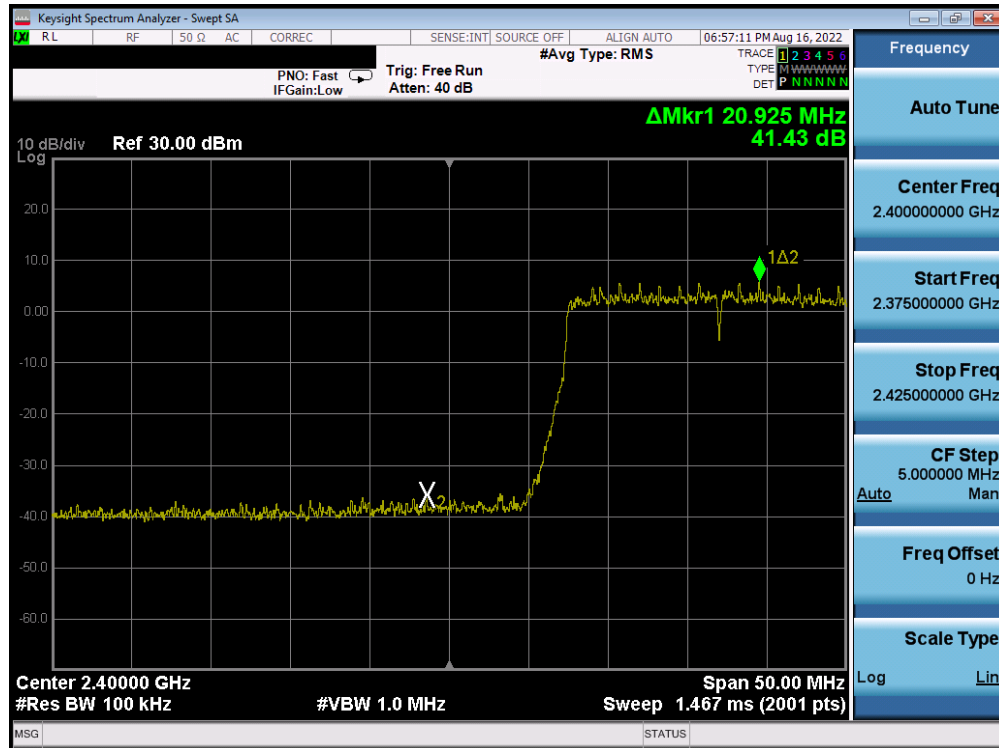 Keysight Spectrum Analyzer - Swept SA
LXI RL RF 50 Ω AC CORREC SENSE:INT SOURCE OFF ALIGN AUTO 06:57:11 PM Aug 16, 2022
#Avg Type: RMS
TRACE 1 2 3 4 5 6
PNO: Fast Trig: Free Run
TYPE M W W W W W
IFGain:Low Atten: 40 dB
DET P N N N N N
ΔMkr1 20.925 MHz
41.43 dB
10 dB/div Ref 30.00 dBm
Log
20.0
10.0
0.00
-10.0
-20.0
-30.0
-40.0
-50.0
-60.0
1Δ2
X2
Center 2.40000 GHz Span 50.00 MHz
#Res BW 100 kHz #VBW 1.0 MHz Sweep 1.467 ms (2001 pts)
MSG STATUS
Frequency
Auto Tune
Center Freq
2.400000000 GHz
Start Freq
2.375000000 GHz
Stop Freq
2.425000000 GHz
CF Step
5.000000 MHz
Auto Man
Freq Offset
0 Hz
Scale Type
Log Lin